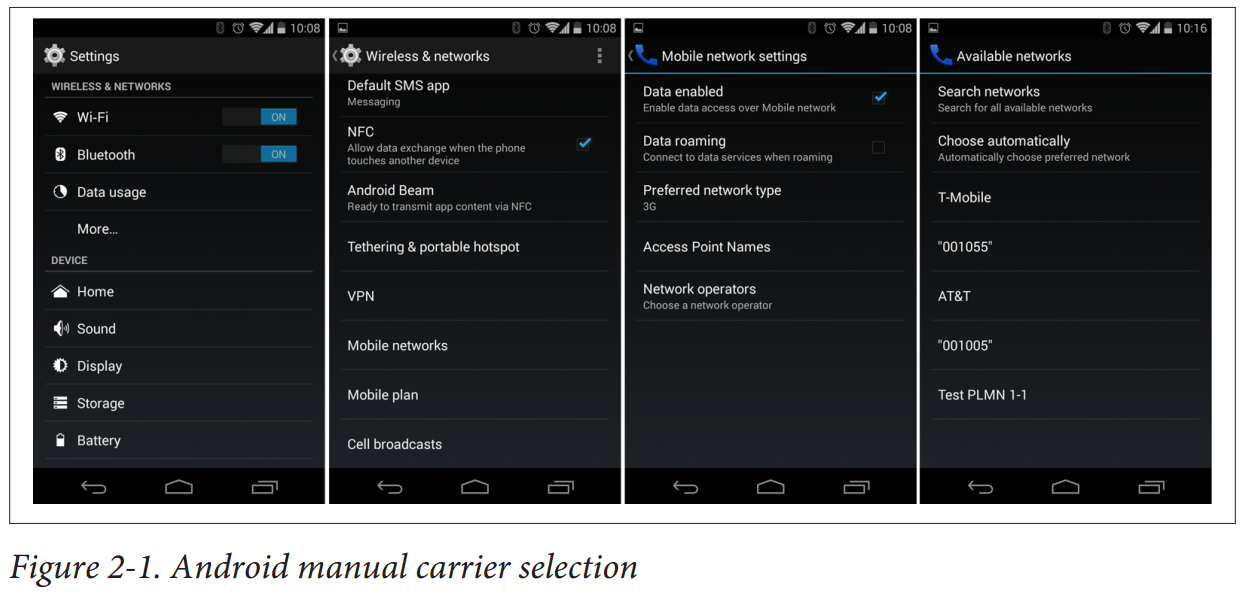 10:08
Settings
WIRELESS & NETWORKS
Wi-Fi ON
Bluetooth ON
Data usage
More...
DEVICE
Home
Sound
Display
Storage
Battery
10:08
Wireless & networks
Default SMS app
Messaging
NFC
Allow data exchange when the phone
touches another device
Android Beam
Ready to transmit app content via NFC
Tethering & portable hotspot
VPN
Mobile networks
Mobile plan
Cell broadcasts
10:08
Mobile network settings
Data enabled
Enable data access over Mobile network
Data roaming
Connect to data services when roaming
Preferred network type
3G
Access Point Names
Network operators
Choose a network operator
10:16
Available networks
Search networks
Search for all available networks
Choose automatically
Automatically choose preferred network
T-Mobile
"001055"
AT&T
"001005"
Test PLMN 1-1
Figure 2-1. Android manual carrier selection